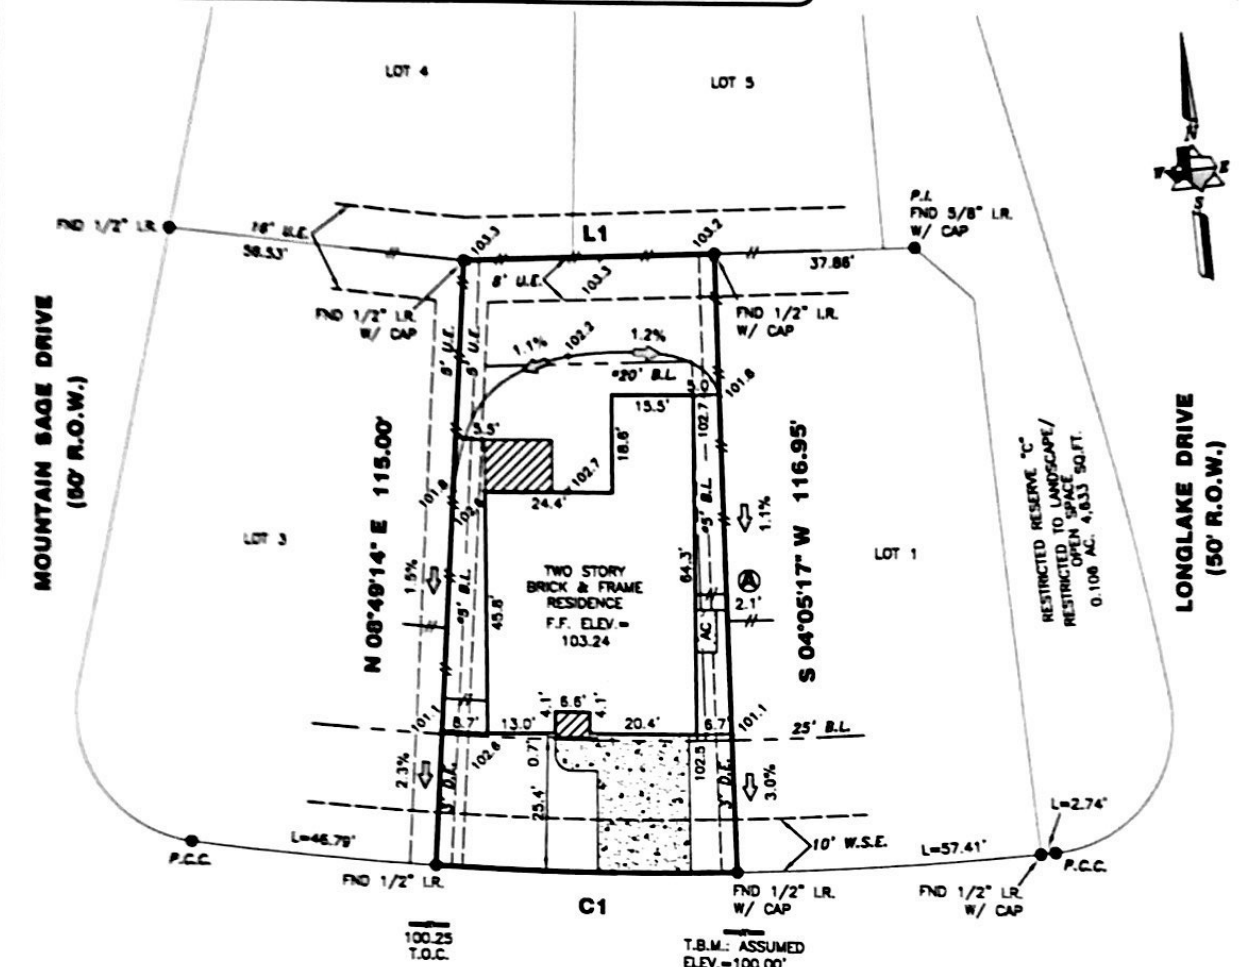 LOT 4
LOT 5
N
W
E
S
P.I.
FND 5/8" I.R.
W/ CAP
FND 1/2" I.R.
16' U.E.
58.53'
103.3
L1
103.2
37.86'
8' U.E.
103.3
FND 1/2" I.R.
W/ CAP
FND 1/2" I.R.
W/ CAP
5' U.E.
5' U.E.
1.1%
102.2
1.2%
*20' B.L.
5.0'
101.8
MOUNTAIN SAGE DRIVE
(50' R.O.W.)
N 08°49'14" E 115.00'
5.5'
15.5'
18.6'
102.7
102.7
24.4'
101.8
102.6
*5' B.L.
1.1%
S 04°05'17" W 116.95'
LOT 3
LOT 1
RESTRICTED RESERVE "C"
RESTRICTED TO LANDSCAPE/
OPEN SPACE
0.106 AC. 4,633 SQ.FT.
LONGLAKE DRIVE
(50' R.O.W.)
1.5%
*5' B.L.
45.8'
TWO STORY
BRICK & FRAME
RESIDENCE
F.F. ELEV.=
103.24
64.3'
A
2.1'
AC
101.1
8.7'
13.0'
4.1'
6.6'
4.1'
20.4'
6.7'
101.1
25' B.L.
2.3%
3' D.E.
102.6
0.7'
25.4'
102.5
3' D.E.
3.0%
L=2.74'
10' W.S.E.
L=46.79'
L=57.41'
P.C.C.
P.C.C.
FND 1/2" I.R.
C1
FND 1/2" I.R.
W/ CAP
FND 1/2" I.R.
W/ CAP
100.25
T.O.C.
T.B.M.: ASSUMED
ELEV.=100.00'